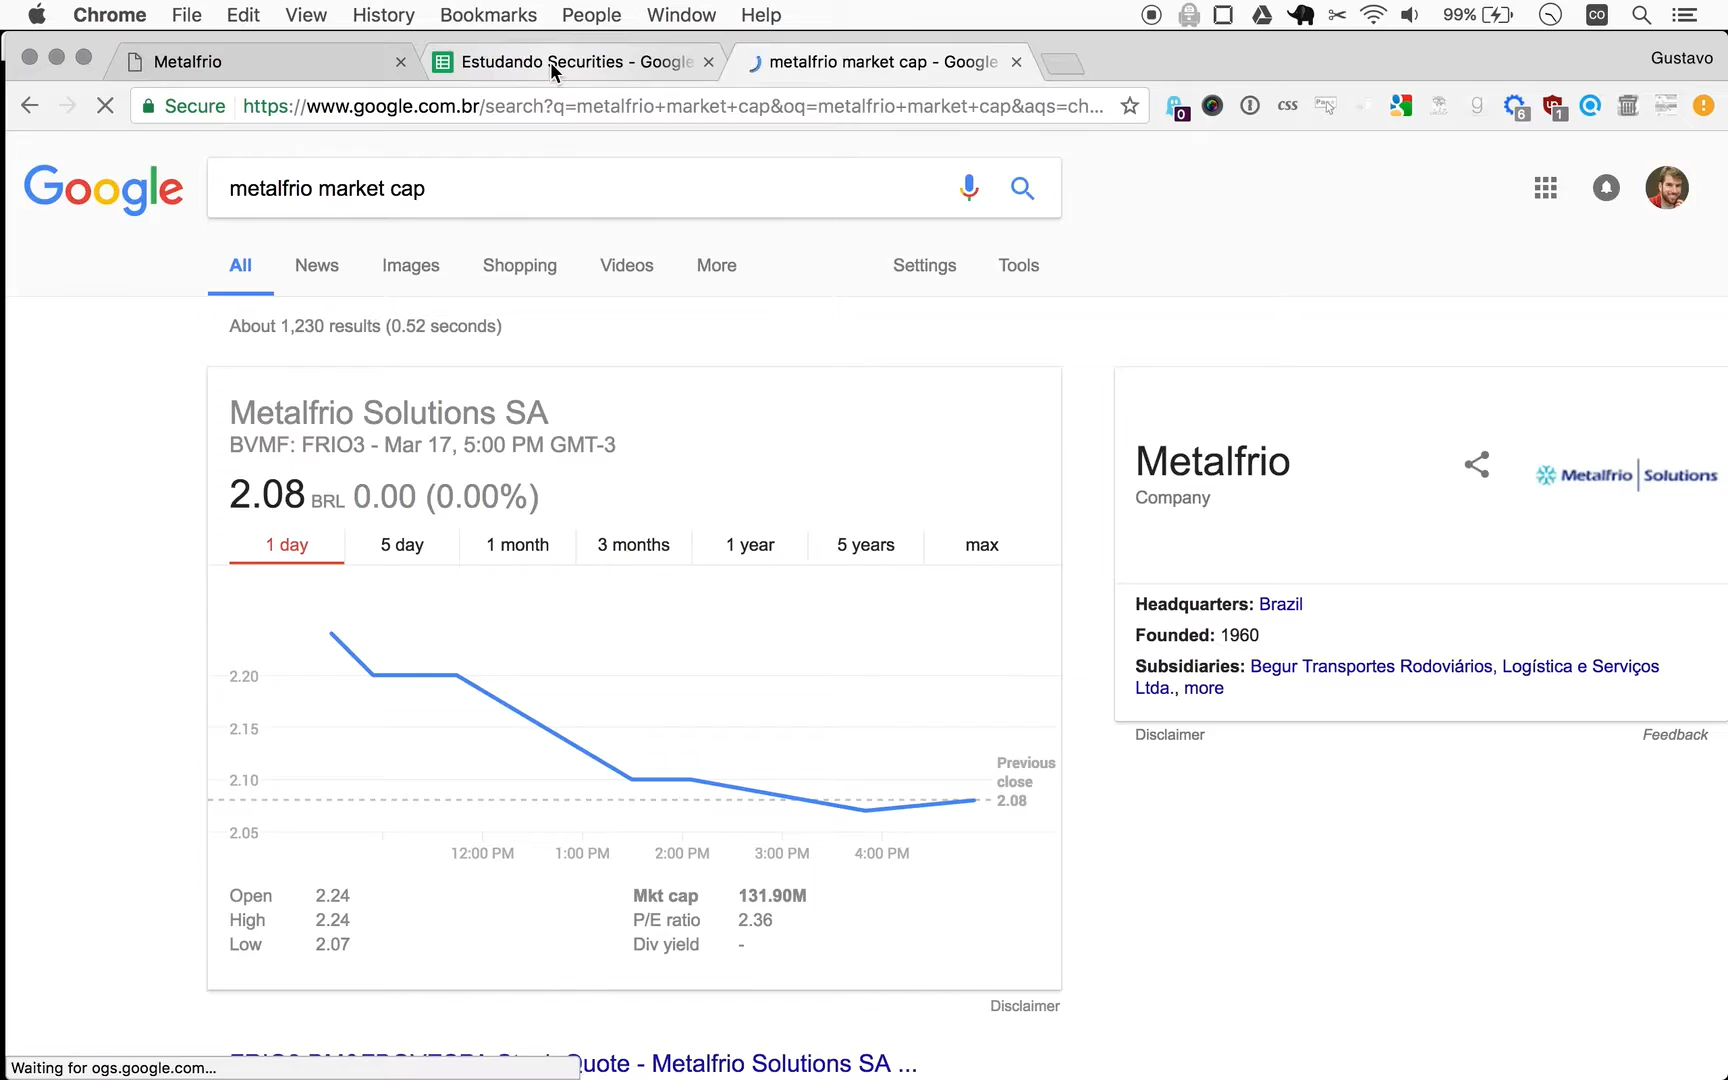 Chrome File Edit View History Bookmarks People Window Help 99% CO
Metalfrio Estudando Securities - Google metalfrio market cap - Google Gustavo
Secure https://www.google.com.br/search?q=metalfrio+market+cap&oq=metalfrio+market+cap&aqs=ch... 0 css g 6 1
Google metalfrio market cap
All News Images Shopping Videos More Settings Tools
About 1,230 results (0.52 seconds)
Metalfrio Solutions SA
BVMF: FRIO3 - Mar 17, 5:00 PM GMT-3
2.08 BRL 0.00 (0.00%)
1 day 5 day 1 month 3 months 1 year 5 years max
2.20
2.15
2.10
2.05
Previous
close
2.08
12:00 PM 1:00 PM 2:00 PM 3:00 PM 4:00 PM
Open 2.24 Mkt cap 131.90M
High 2.24 P/E ratio 2.36
Low 2.07 Div yield -
Disclaimer
Metalfrio
Company
Metalfrio Solutions
Headquarters: Brazil
Founded: 1960
Subsidiaries: Begur Transportes Rodoviários, Logística e Serviços
Ltda., more
Disclaimer Feedback
Quote - Metalfrio Solutions SA ...
Waiting for ogs.google.com...